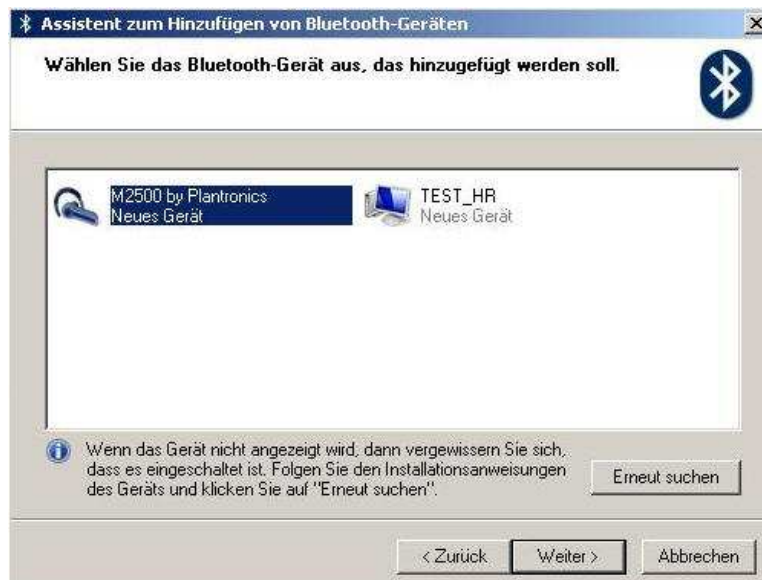 Assistent zum Hinzufügen von Bluetooth-Geräten
Wählen Sie das Bluetooth-Gerät aus, das hinzugefügt werden soll.
M2500 by Plantronics
Neues Gerät
TEST_HR
Neues Gerät
Wenn das Gerät nicht angezeigt wird, dann vergewissern Sie sich,
dass es eingeschaltet ist. Folgen Sie den Installationsanweisungen
des Geräts und klicken Sie auf "Erneut suchen".
Erneut suchen
< Zurück
Weiter >
Abbrechen